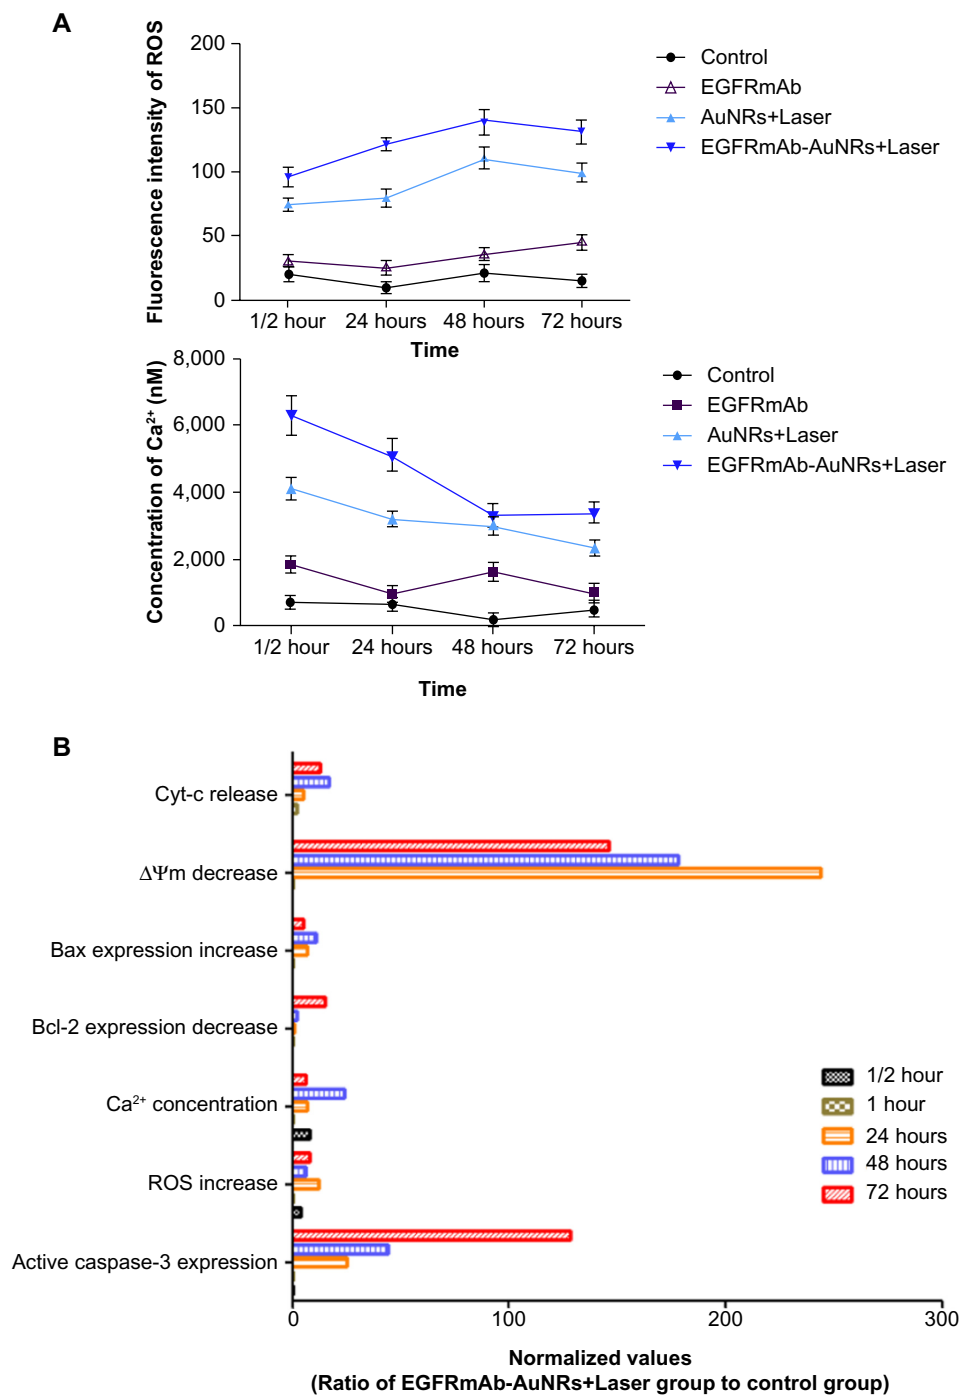 A
Fluorescence intensity of ROS
200
150
100
50
0
1/2 hour 24 hours 48 hours 72 hours
Time
Control
EGFRmAb
AuNRs+Laser
EGFRmAb-AuNRs+Laser
Concentration of Ca²⁺ (nM)
8,000
6,000
4,000
2,000
0
1/2 hour 24 hours 48 hours 72 hours
Time
Control
EGFRmAb
AuNRs+Laser
EGFRmAb-AuNRs+Laser
B
Cyt-c release
ΔΨm decrease
Bax expression increase
Bcl-2 expression decrease
Ca²⁺ concentration
ROS increase
Active caspase-3 expression
1/2 hour
1 hour
24 hours
48 hours
72 hours
0 100 200 300
Normalized values
(Ratio of EGFRmAb-AuNRs+Laser group to control group)